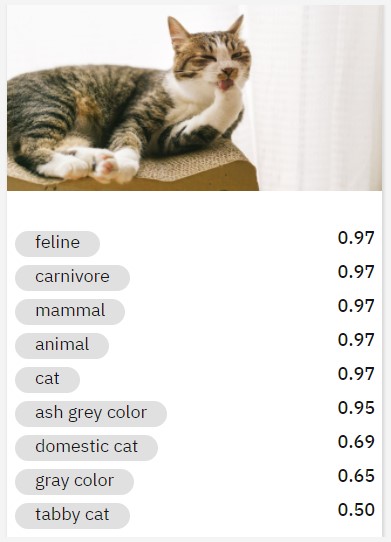 feline 0.97
carnivore 0.97
mammal 0.97
animal 0.97
cat 0.97
ash grey color 0.95
domestic cat 0.69
gray color 0.65
tabby cat 0.50